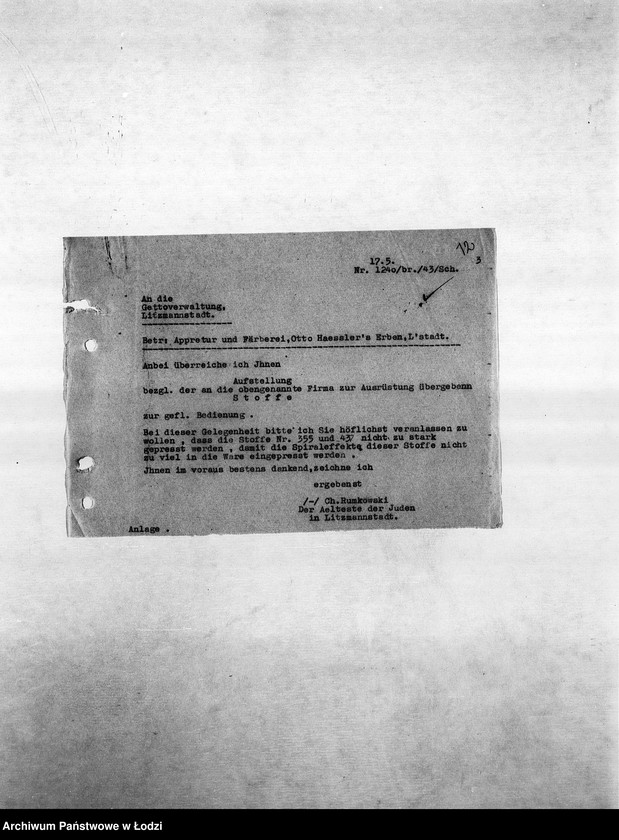 12
17.5. 3
Nr. 124o/br./43/Sch.
An die
Gettoverwaltung,
Litzmannstadt.
Betr: Appretur und Färberei,Otto Haessler's Erben,L'stadt.
Anbei überreiche ich Jhnen
Aufstellung
bezgl. der an die obengenannte Firma zur Ausrüstung übergebenn
S t o f f e
zur gefl. Bedienung .
Bei dieser Gelegenheit bitte ich Sie höflichst veranlassen zu
wollen , dass die Stoffe Nr. 355 und 437 nicht zu stark
gepresst werden , damit die Spiraleffekte dieser Stoffe nicht
zu viel in die Ware eingepresst werden .
Jhnen im voraus bestens dankend,zeichne ich
ergebenst
/-/ Ch.Rumkowski
Der Aelteste der Juden
in Litzmannstadt.
Anlage .
Archiwum Państwowe w Łodzi